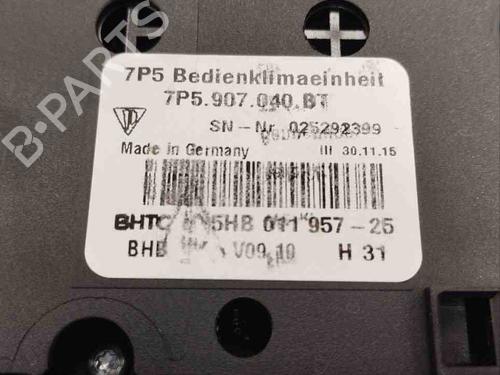 B-PARTS
7P5 Bedienklimaeinheit
7P5.907.040.BT
SN-Nr. 025292399
Made in Germany III 30.11.15
BHTC 5HB 011 957-25
BHB V09.10 H 31